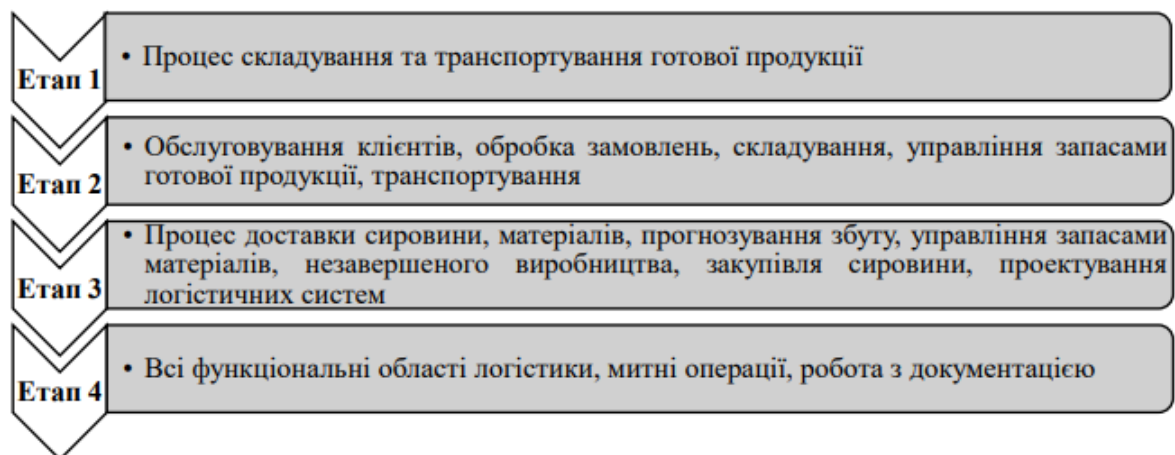 Етап 1
• Процес складування та транспортування готової продукції
Етап 2
• Обслуговування клієнтів, обробка замовлень, складування, управління запасами
готової продукції, транспортування
Етап 3
• Процес доставки сировини, матеріалів, прогнозування збуту, управління запасами
матеріалів, незавершеного виробництва, закупівля сировини, проектування
логістичних систем
Етап 4
• Всі функціональні області логістики, митні операції, робота з документацією